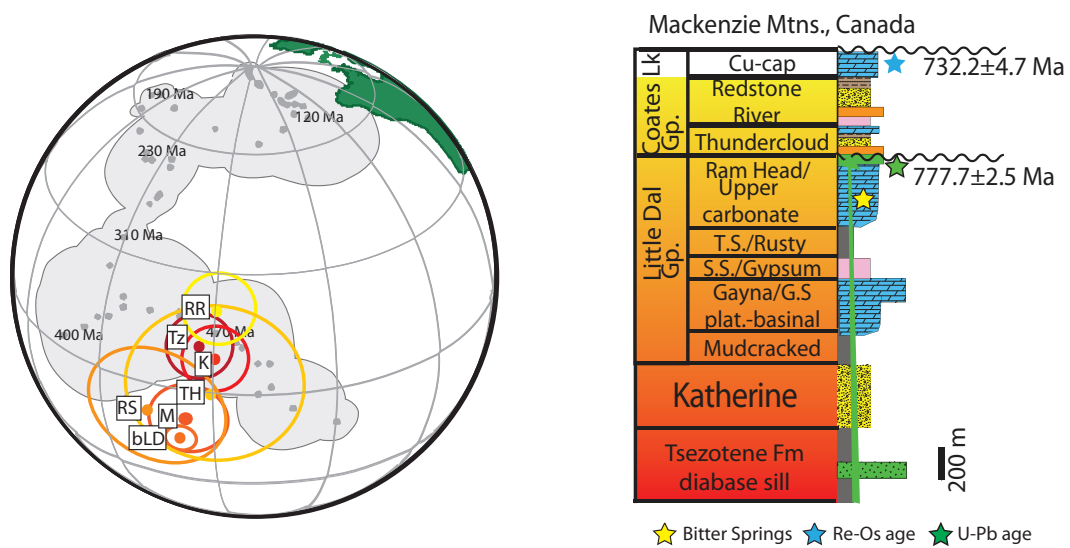 190 Ma
120 Ma
230 Ma
310 Ma
400 Ma
470 Ma
RR
Tz
K
TH
RS
M
bLD
Mackenzie Mtns., Canada
Lk
Cu-cap
732.2±4.7 Ma
Coates
Gp.
Redstone
River
Thundercloud
777.7±2.5 Ma
Little Dal
Gp.
Ram Head/
Upper
carbonate
T.S./Rusty
S.S./Gypsum
Gayna/G.S
plat.-basinal
Mudcracked
Katherine
Tsezotene Fm
diabase sill
200 m
Bitter Springs
Re-Os age
U-Pb age